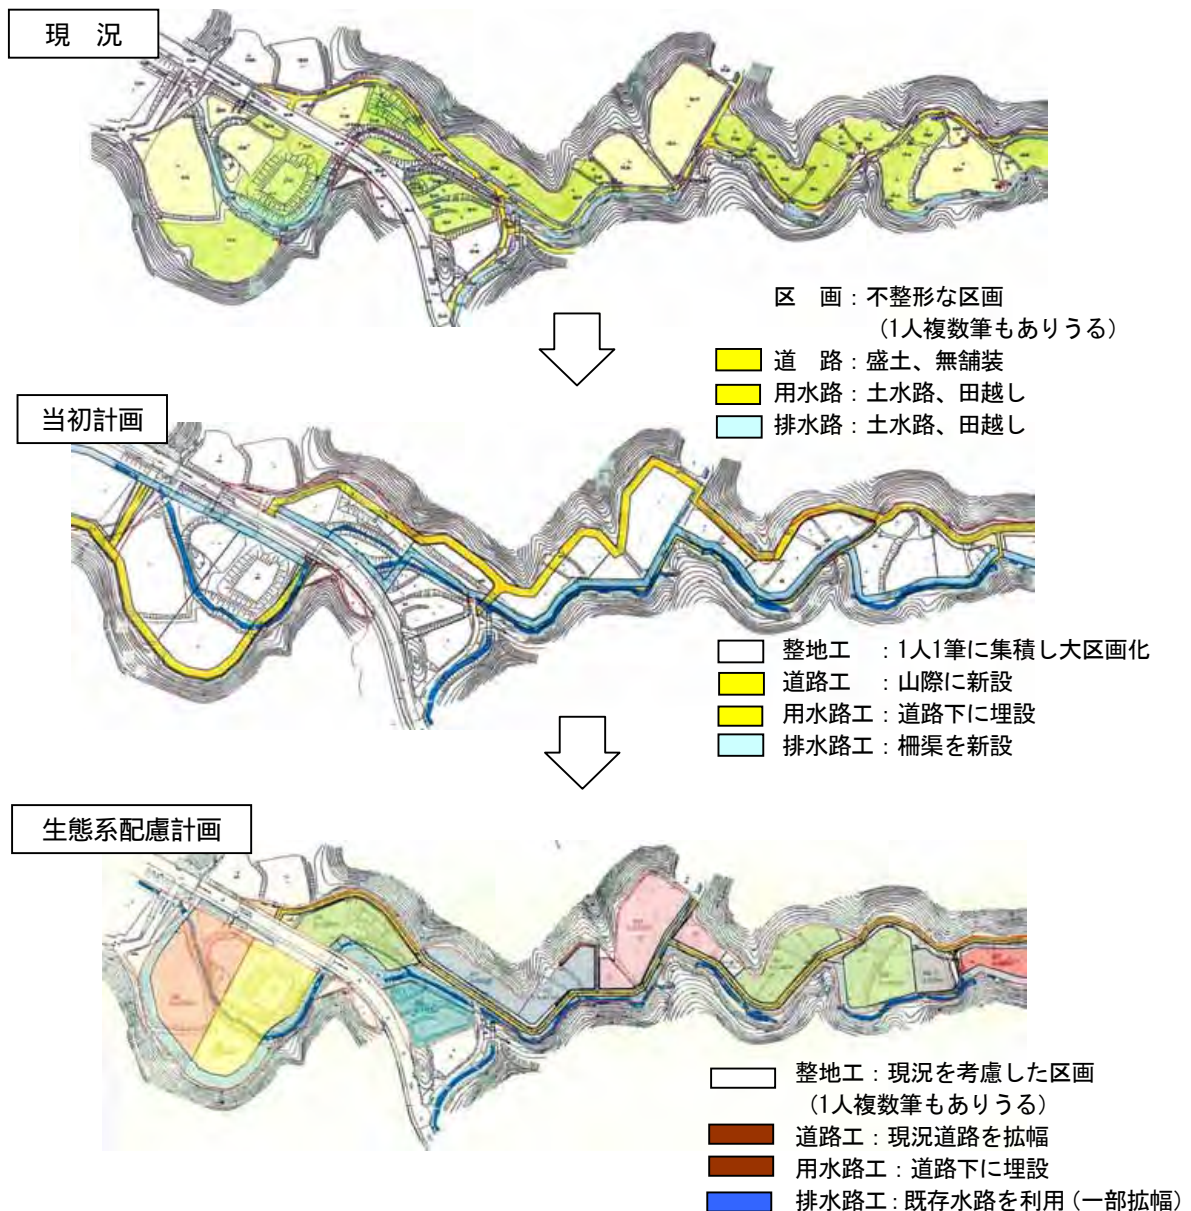 現　況
区　画：不整形な区画
（1人複数筆もありうる）
道　路：盛土、無舗装
用水路：土水路、田越し
排水路：土水路、田越し
当初計画
整地工　：1人1筆に集積し大区画化
道路工　：山際に新設
用水路工：道路下に埋設
排水路工：柵渠を新設
生態系配慮計画
整地工：現況を考慮した区画
（1人複数筆もありうる）
道路工：現況道路を拡幅
用水路工：道路下に埋設
排水路工：既存水路を利用（一部拡幅）